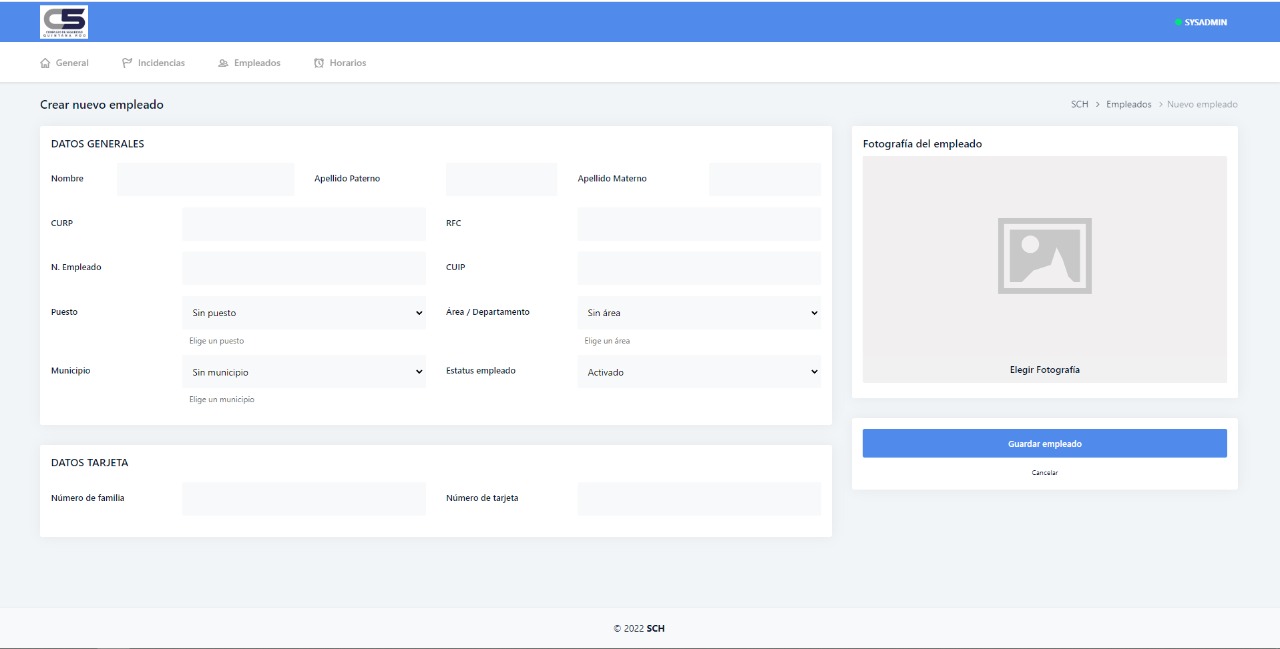 CS
SYSADMIN
General Incidencias Empleados Horarios
Crear nuevo empleado
SCH > Empleados > Nuevo empleado
DATOS GENERALES
Nombre Apellido Paterno Apellido Materno
CURP RFC
N. Empleado CUIP
Puesto Sin puesto Área / Departamento Sin área
Elige un puesto Elige un área
Municipio Sin municipio Estatus empleado Activado
Elige un municipio
DATOS TARJETA
Número de familia Número de tarjeta
Fotografía del empleado
Elegir Fotografía
Guardar empleado
Cancelar
© 2022 SCH